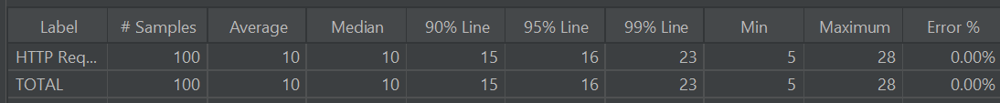 Label # Samples Average Median 90% Line 95% Line 99% Line Min Maximum Error %
HTTP Req... 100 10 10 15 16 23 5 28 0.00%
TOTAL 100 10 10 15 16 23 5 28 0.00%